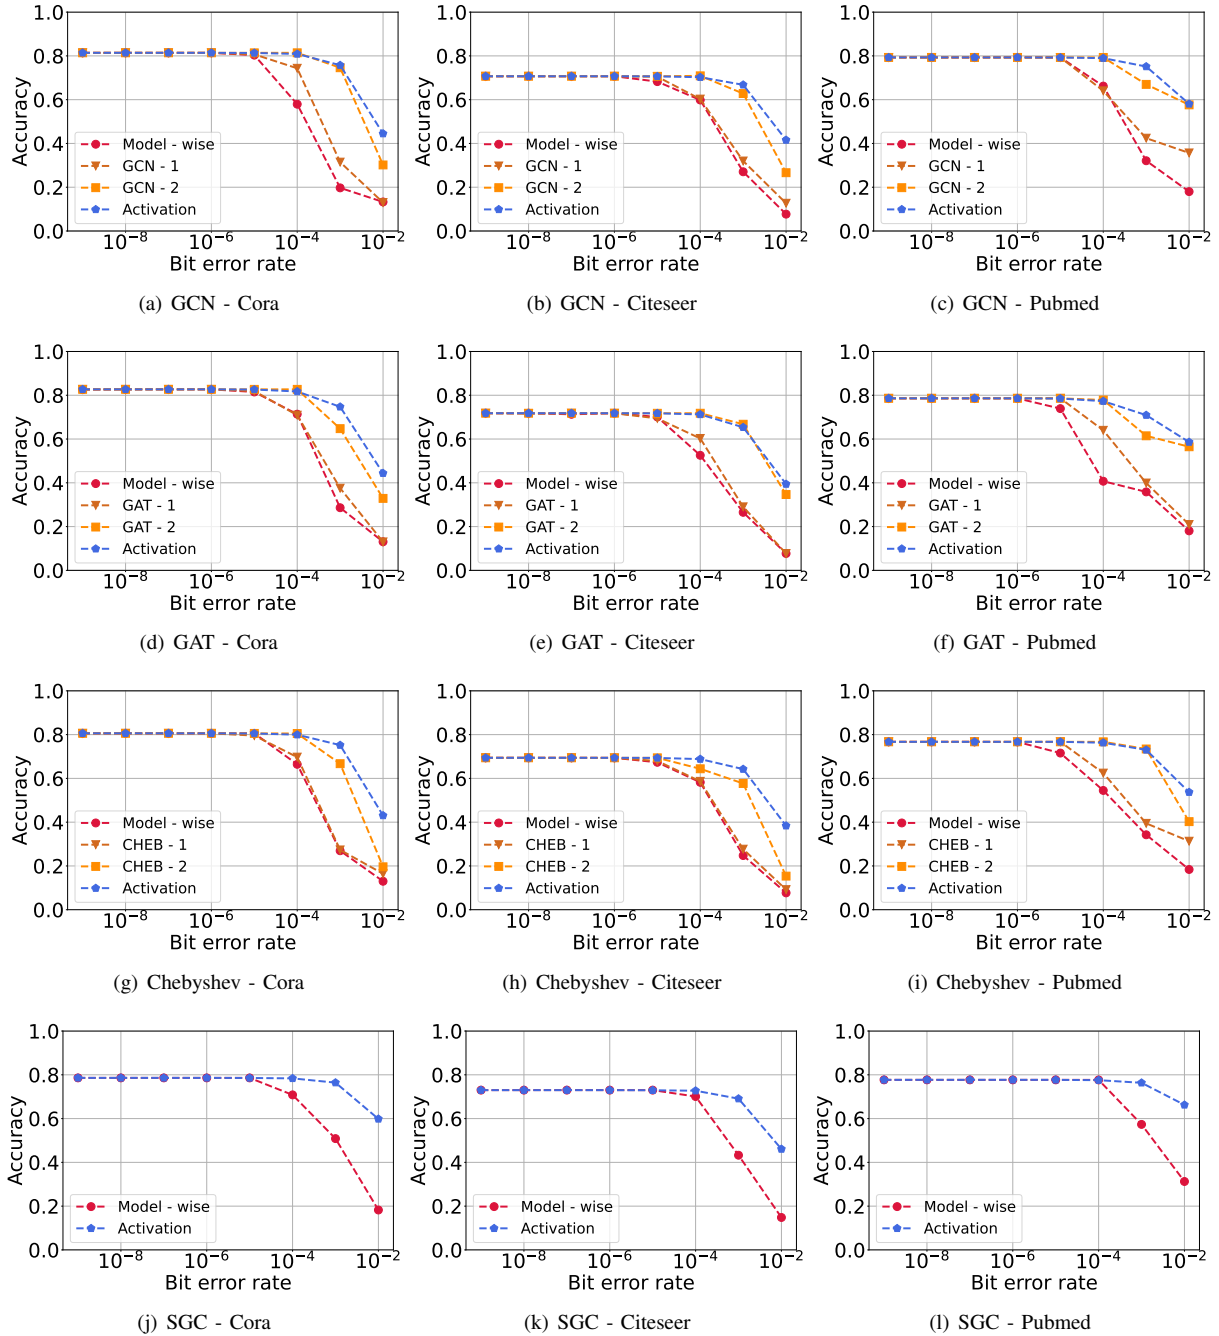 1.0
0.8
0.6
0.4
0.2
0.0
Accuracy
Model - wise
GCN - 1
GCN - 2
Activation
10⁻⁸ 10⁻⁶ 10⁻⁴ 10⁻²
Bit error rate
(a) GCN - Cora
1.0
0.8
0.6
0.4
0.2
0.0
Accuracy
Model - wise
GCN - 1
GCN - 2
Activation
10⁻⁸ 10⁻⁶ 10⁻⁴ 10⁻²
Bit error rate
(b) GCN - Citeseer
1.0
0.8
0.6
0.4
0.2
0.0
Accuracy
Model - wise
GCN - 1
GCN - 2
Activation
10⁻⁸ 10⁻⁶ 10⁻⁴ 10⁻²
Bit error rate
(c) GCN - Pubmed
1.0
0.8
0.6
0.4
0.2
0.0
Accuracy
Model - wise
GAT - 1
GAT - 2
Activation
10⁻⁸ 10⁻⁶ 10⁻⁴ 10⁻²
Bit error rate
(d) GAT - Cora
1.0
0.8
0.6
0.4
0.2
0.0
Accuracy
Model - wise
GAT - 1
GAT - 2
Activation
10⁻⁸ 10⁻⁶ 10⁻⁴ 10⁻²
Bit error rate
(e) GAT - Citeseer
1.0
0.8
0.6
0.4
0.2
0.0
Accuracy
Model - wise
GAT - 1
GAT - 2
Activation
10⁻⁸ 10⁻⁶ 10⁻⁴ 10⁻²
Bit error rate
(f) GAT - Pubmed
1.0
0.8
0.6
0.4
0.2
0.0
Accuracy
Model - wise
CHEB - 1
CHEB - 2
Activation
10⁻⁸ 10⁻⁶ 10⁻⁴ 10⁻²
Bit error rate
(g) Chebyshev - Cora
1.0
0.8
0.6
0.4
0.2
0.0
Accuracy
Model - wise
CHEB - 1
CHEB - 2
Activation
10⁻⁸ 10⁻⁶ 10⁻⁴ 10⁻²
Bit error rate
(h) Chebyshev - Citeseer
1.0
0.8
0.6
0.4
0.2
0.0
Accuracy
Model - wise
CHEB - 1
CHEB - 2
Activation
10⁻⁸ 10⁻⁶ 10⁻⁴ 10⁻²
Bit error rate
(i) Chebyshev - Pubmed
1.0
0.8
0.6
0.4
0.2
0.0
Accuracy
Model - wise
Activation
10⁻⁸ 10⁻⁶ 10⁻⁴ 10⁻²
Bit error rate
(j) SGC - Cora
1.0
0.8
0.6
0.4
0.2
0.0
Accuracy
Model - wise
Activation
10⁻⁸ 10⁻⁶ 10⁻⁴ 10⁻²
Bit error rate
(k) SGC - Citeseer
1.0
0.8
0.6
0.4
0.2
0.0
Accuracy
Model - wise
Activation
10⁻⁸ 10⁻⁶ 10⁻⁴ 10⁻²
Bit error rate
(l) SGC - Pubmed